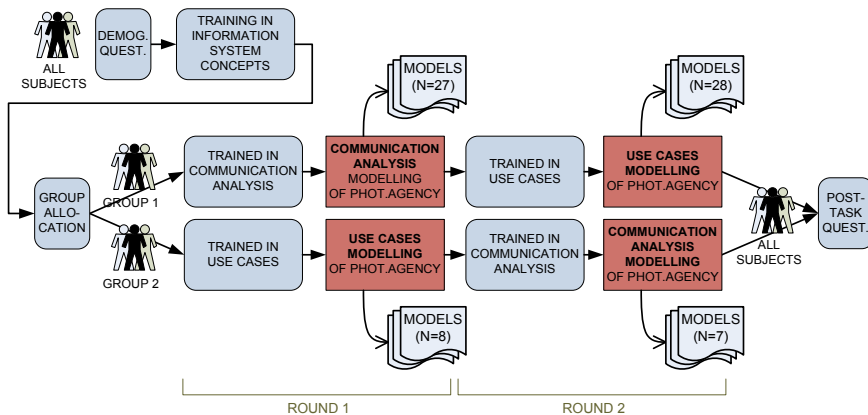 ALL
SUBJECTS
DEMOG.
QUEST.
TRAINING IN
INFORMATION
SYSTEM
CONCEPTS
MODELS
(N=27)
MODELS
(N=28)
GROUP
ALLO-
CATION
GROUP 1
TRAINED IN
COMMUNICATION
ANALYSIS
COMMUNICATION
ANALYSIS
MODELLING
OF PHOT.AGENCY
TRAINED IN
USE CASES
USE CASES
MODELLING
OF PHOT.AGENCY
GROUP 2
TRAINED IN
USE CASES
USE CASES
MODELLING
OF PHOT.AGENCY
TRAINED IN
COMMUNICATION
ANALYSIS
COMMUNICATION
ANALYSIS
MODELLING
OF PHOT.AGENCY
ALL
SUBJECTS
POST-
TASK
QUEST.
MODELS
(N=8)
MODELS
(N=7)
ROUND 1
ROUND 2